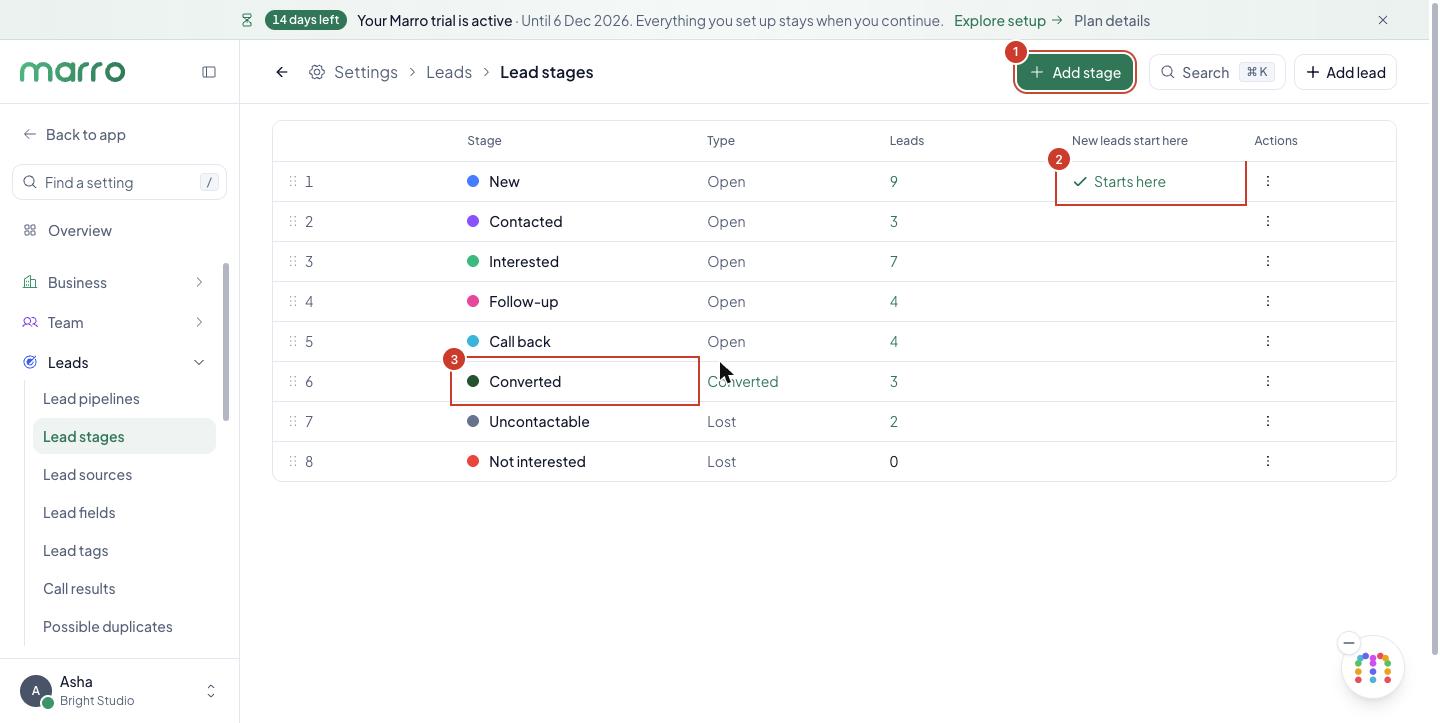 14 days left Your Marro trial is active · Until 6 Dec 2026. Everything you set up stays when you continue. Explore setup → Plan details
marro
Settings > Leads > Lead stages
1
+ Add stage
Search ⌘ K
+ Add lead
Back to app
Find a setting /
Overview
Business
Team
Leads
Lead pipelines
Lead stages
Lead sources
Lead fields
Lead tags
Call results
Possible duplicates
A
Asha
Bright Studio
Stage Type Leads New leads start here Actions
2
1 New Open 9 Starts here
2 Contacted Open 3
3 Interested Open 7
4 Follow-up Open 4
5 Call back Open 4
3
6 Converted Converted 3
7 Uncontactable Lost 2
8 Not interested Lost 0